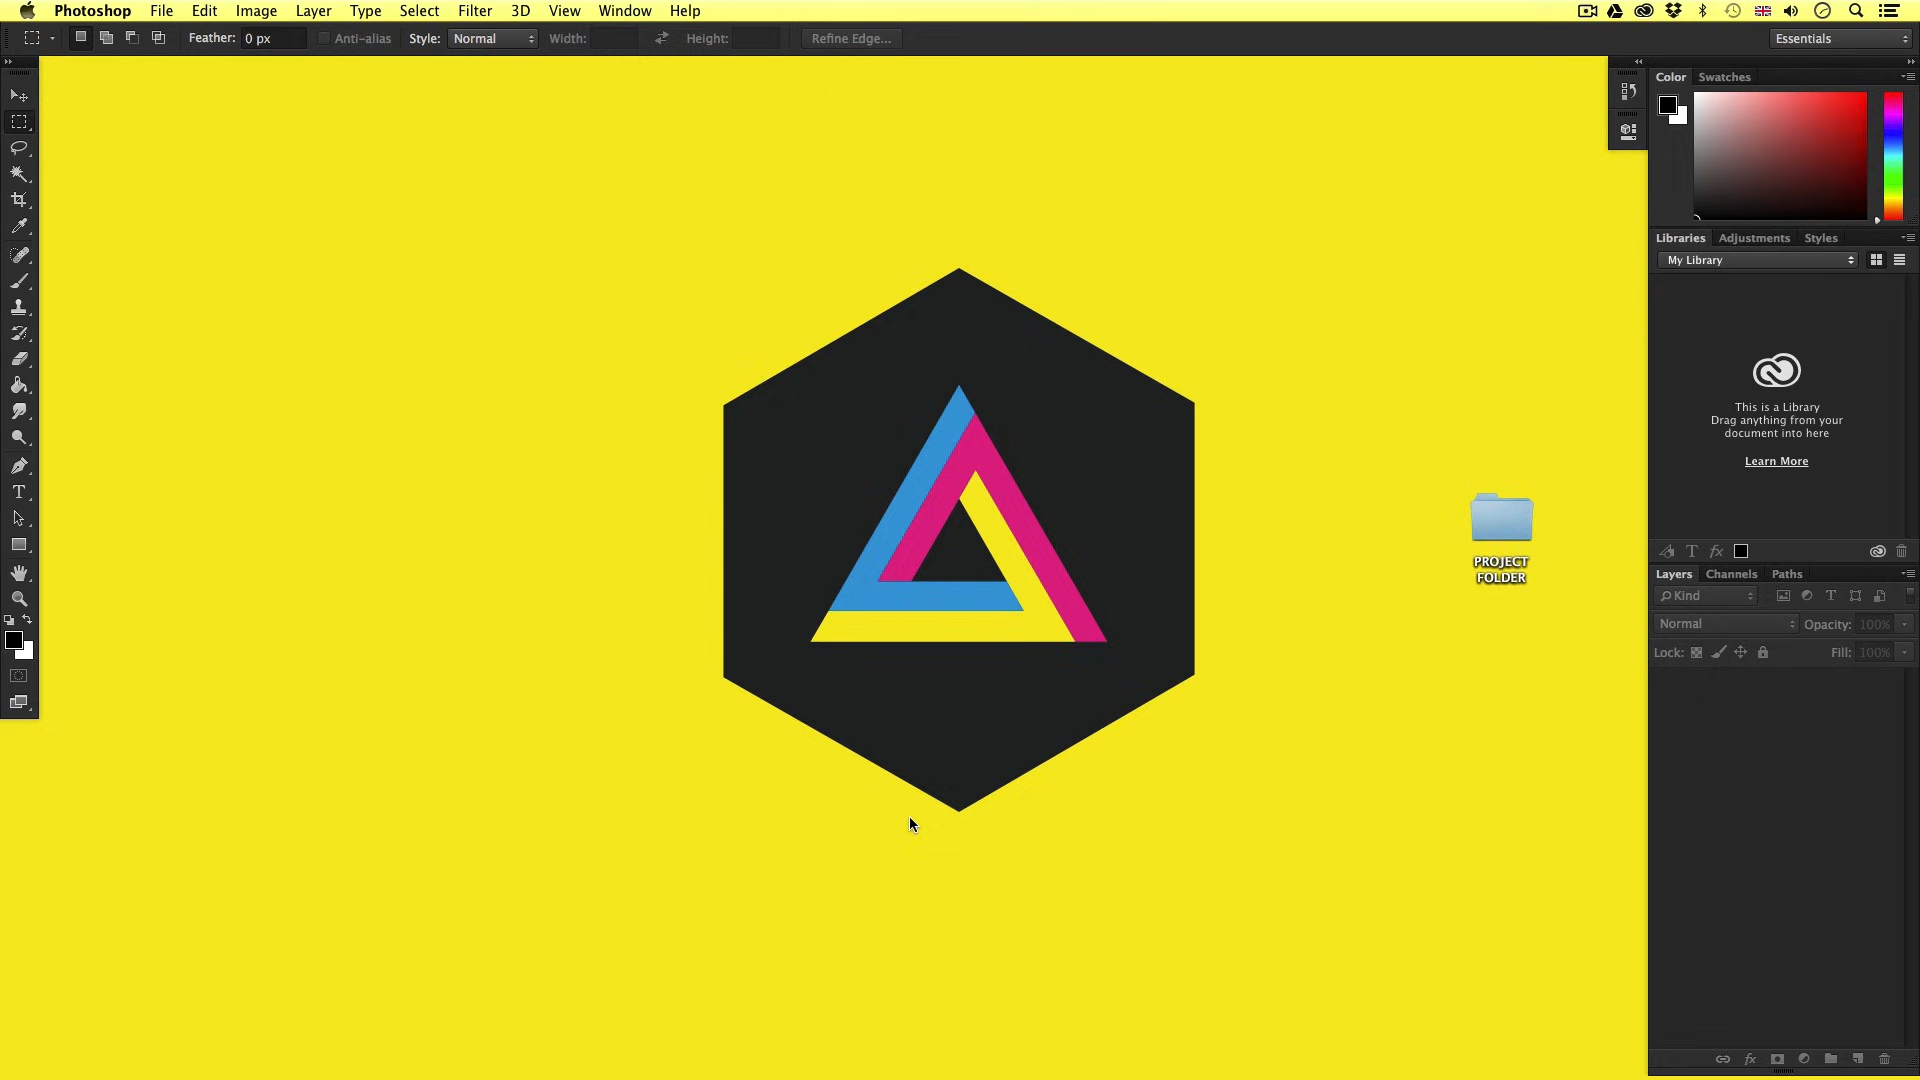 Photoshop File Edit Image Layer Type Select Filter 3D View Window Help
Feather: 0 px Anti-alias Style: Normal Width: Height: Refine Edge... Essentials
Color Swatches
Libraries Adjustments Styles
My Library
This is a Library
Drag anything from your
document into here
Learn More
PROJECT
FOLDER
T fx
Layers Channels Paths
Kind T
Normal Opacity: 100%
Lock: Fill: 100%
fx